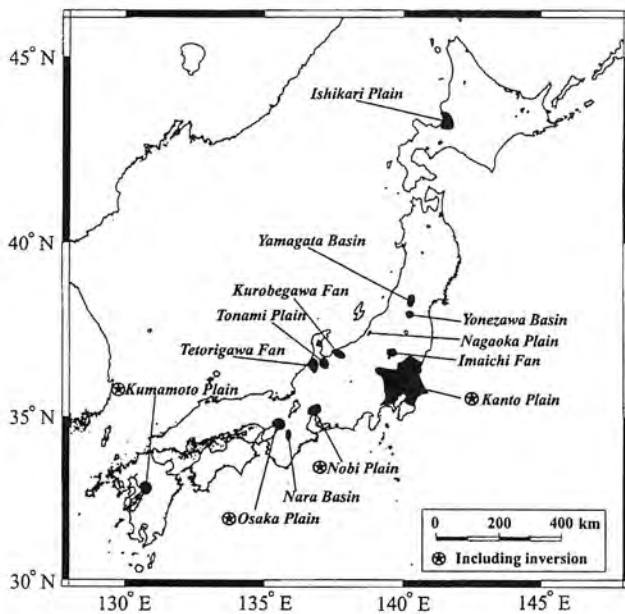 45° N
Ishikari Plain
40° N
Yamagata Basin
Kurobegawa Fan
Tonami Plain
Yonezawa Basin
Nagaoka Plain
Tetorigawa Fan
Imaichi Fan
⊛ Kumamoto Plain
⊛ Kanto Plain
35° N
Nobi Plain
⊛
Nara Basin
⊛ Osaka Plain
0 200 400 km
⊛ Including inversion
30° N
130° E 135° E 140° E 145° E